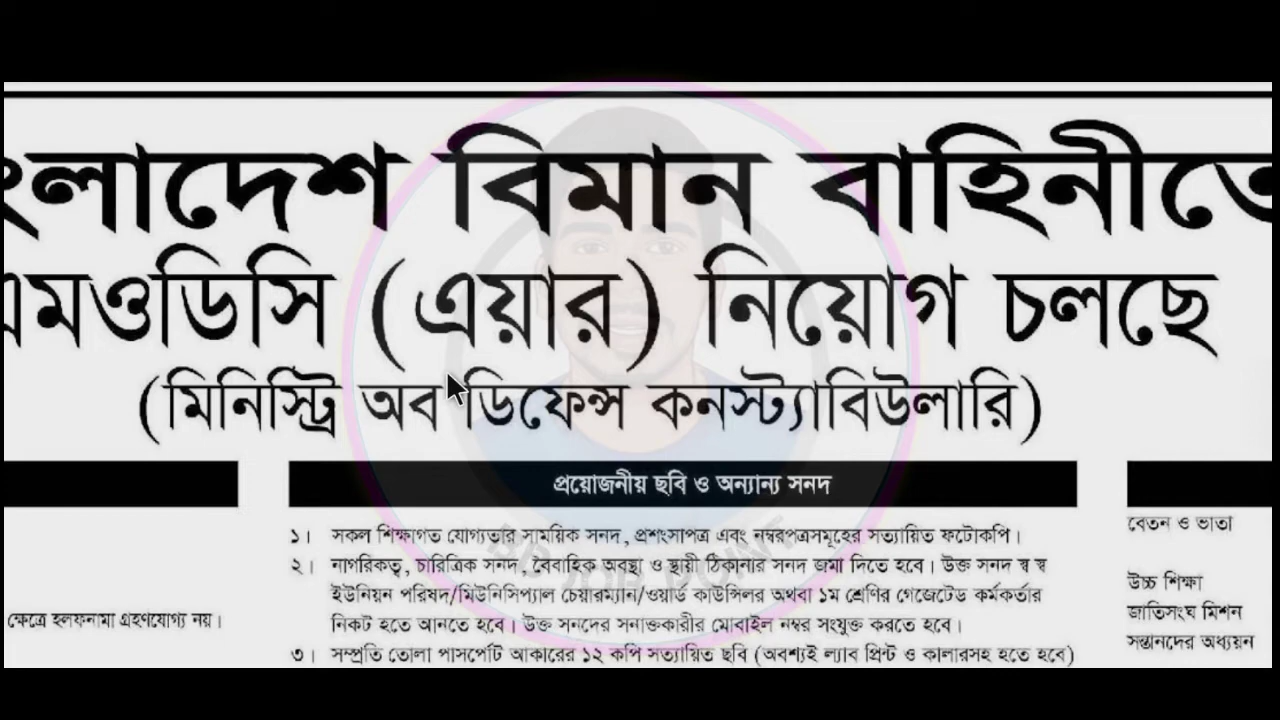 বাংলাদেশ বিমান বাহিনীতে
এমওডিসি (এয়ার) নিয়োগ চলছে
(মিনিস্ট্রি অব ডিফেন্স কনস্ট্যাবিউলারি)
ক্ষেত্রে হলফনামা গ্রহণযোগ্য নয়।
প্রয়োজনীয় ছবি ও অন্যান্য সনদ
১। সকল শিক্ষাগত যোগ্যতার সাময়িক সনদ, প্রশংসাপত্র এবং নম্বরপত্রসমূহের সত্যায়িত ফটোকপি।
২। নাগরিকত্ব, চারিত্রিক সনদ, বৈবাহিক অবস্থা ও স্থায়ী ঠিকানার সনদ জমা দিতে হবে। উক্ত সনদ স্ব স্ব
ইউনিয়ন পরিষদ/মিউনিসিপ্যাল চেয়ারম্যান/ওয়ার্ড কাউন্সিলর অথবা ১ম শ্রেণির গেজেটেড কর্মকর্তার
নিকট হতে আনতে হবে। উক্ত সনদের সনাক্তকারীর মোবাইল নম্বর সংযুক্ত করতে হবে।
৩। সম্প্রতি তোলা পাসপোর্ট আকারের ১২ কপি সত্যায়িত ছবি (অবশ্যই ল্যাব প্রিন্ট ও কালারসহ হতে হবে)
বেতন ও ভাতা
উচ্চ শিক্ষা
জাতিসংঘ মিশন
সন্তানদের অধ্যয়ন
BD JOB POINT